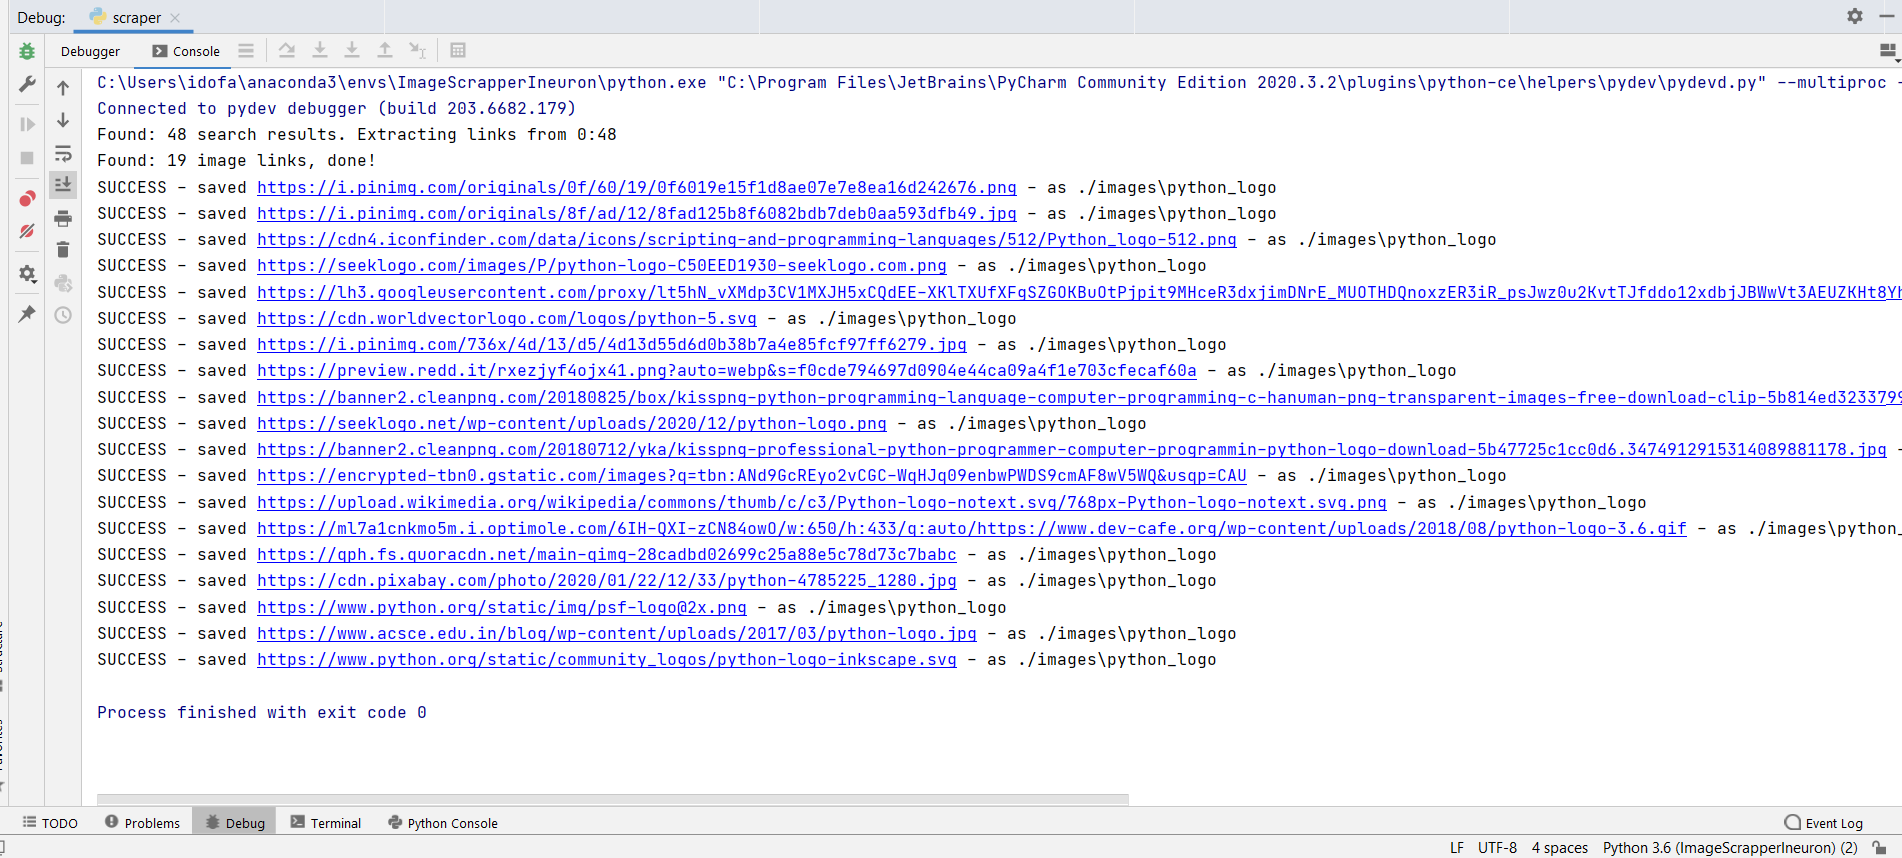 Debug: scraper
Debugger Console
C:\Users\idofa\anaconda3\envs\ImageScrapperIneuron\python.exe "C:\Program Files\JetBrains\PyCharm Community Edition 2020.3.2\plugins\python-ce\helpers\pydev\pydevd.py" --multiproc -
Connected to pydev debugger (build 203.6682.179)
Found: 48 search results. Extracting links from 0:48
Found: 19 image links, done!
SUCCESS - saved https://i.pinimg.com/originals/0f/60/19/0f6019e15f1d8ae07e7e8ea16d242676.png - as ./images\python_logo
SUCCESS - saved https://i.pinimg.com/originals/8f/ad/12/8fad125b8f6082bdb7deb0aa593dfb49.jpg - as ./images\python_logo
SUCCESS - saved https://cdn4.iconfinder.com/data/icons/scripting-and-programming-languages/512/Python_logo-512.png - as ./images\python_logo
SUCCESS - saved https://seeklogo.com/images/P/python-logo-C50EED1930-seeklogo.com.png - as ./images\python_logo
SUCCESS - saved https://lh3.googleusercontent.com/proxy/lt5hN_vXMdp3CV1MXJH5xCQdEE-XKlTXUfXFqSZGOKBuOtPjpit9MHceR3dxjimDNrE_MUOTHDQnoxzER3iR_psJwz0u2KvtTJfddo12xdbjJBWwVt3AEUZKHt8Yh
SUCCESS - saved https://cdn.worldvectorlogo.com/logos/python-5.svg - as ./images\python_logo
SUCCESS - saved https://i.pinimg.com/736x/4d/13/d5/4d13d55d6d0b38b7a4e85fcf97ff6279.jpg - as ./images\python_logo
SUCCESS - saved https://preview.redd.it/rxezjyf4ojx41.png?auto=webp&s=f0cde794697d0904e44ca09a4f1e703cfecaf60a - as ./images\python_logo
SUCCESS - saved https://banner2.cleanpng.com/20180825/box/kisspng-python-programming-language-computer-programming-c-hanuman-png-transparent-images-free-download-clip-5b814ed3233799
SUCCESS - saved https://seeklogo.net/wp-content/uploads/2020/12/python-logo.png - as ./images\python_logo
SUCCESS - saved https://banner2.cleanpng.com/20180712/yka/kisspng-professional-python-programmer-computer-programmin-python-logo-download-5b47725c1cc0d6.3474912915314089881178.jpg -
SUCCESS - saved https://encrypted-tbn0.gstatic.com/images?q=tbn:ANd9GcREyo2vCGC-WqHJq09enbwPWDS9cmAF8wV5WQ&usqp=CAU - as ./images\python_logo
SUCCESS - saved https://upload.wikimedia.org/wikipedia/commons/thumb/c/c3/Python-logo-notext.svg/768px-Python-logo-notext.svg.png - as ./images\python_logo
SUCCESS - saved https://ml7a1cnkmo5m.i.optimole.com/6IH-QXI-zCN84owO/w:650/h:433/q:auto/https://www.dev-cafe.org/wp-content/uploads/2018/08/python-logo-3.6.gif - as ./images\python_
SUCCESS - saved https://qph.fs.quoracdn.net/main-qimg-28cadbd02699c25a88e5c78d73c7babc - as ./images\python_logo
SUCCESS - saved https://cdn.pixabay.com/photo/2020/01/22/12/33/python-4785225_1280.jpg - as ./images\python_logo
SUCCESS - saved https://www.python.org/static/img/psf-logo@2x.png - as ./images\python_logo
SUCCESS - saved https://www.acsce.edu.in/blog/wp-content/uploads/2017/03/python-logo.jpg - as ./images\python_logo
SUCCESS - saved https://www.python.org/static/community_logos/python-logo-inkscape.svg - as ./images\python_logo
Process finished with exit code 0
TODO Problems Debug Terminal Python Console Event Log
LF UTF-8 4 spaces Python 3.6 (ImageScrapperIneuron) (2)